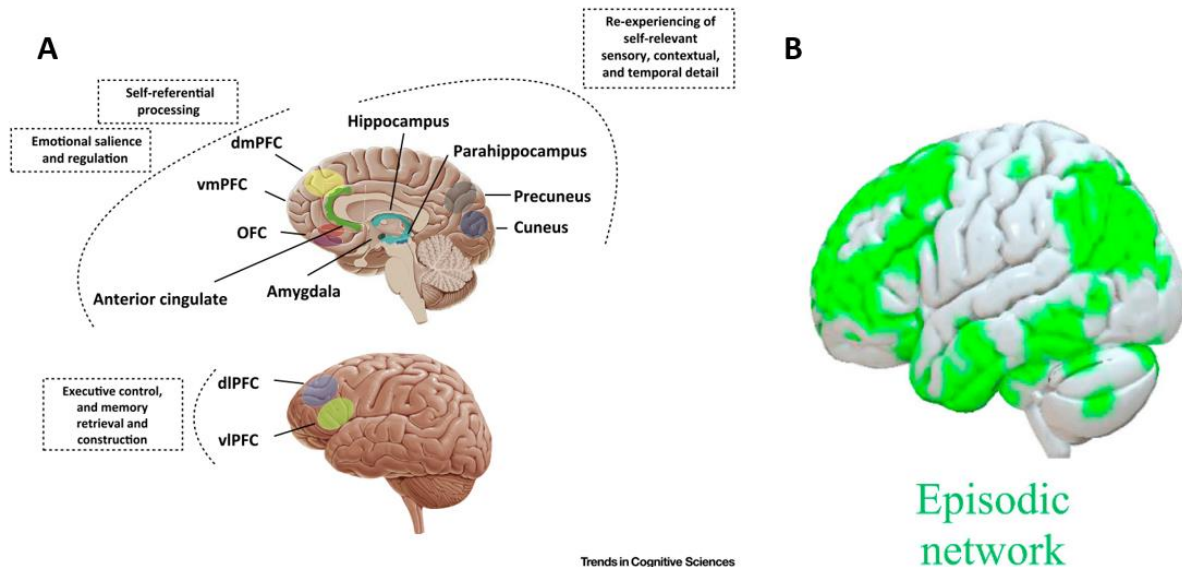 A
B
Re-experiencing of
self-relevant
sensory, contextual,
and temporal detail
Self-referential
processing
Emotional salience
and regulation
Hippocampus
dmPFC
Parahippocampus
vmPFC
Precuneus
OFC
Cuneus
Anterior cingulate
Amygdala
Executive control,
and memory
retrieval and
construction
dlPFC
vlPFC
Episodic
network
Trends in Cognitive Sciences